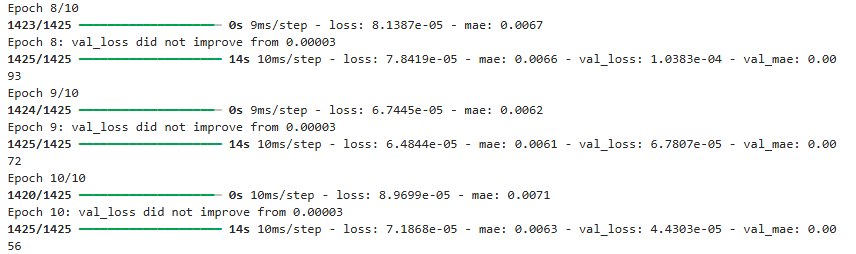 Epoch 8/10
1423/1425 ━━━━━━━━━━━━━━━━━━━━ 0s 9ms/step - loss: 8.1387e-05 - mae: 0.0067
Epoch 8: val_loss did not improve from 0.00003
1425/1425 ━━━━━━━━━━━━━━━━━━━━ 14s 10ms/step - loss: 7.8419e-05 - mae: 0.0066 - val_loss: 1.0383e-04 - val_mae: 0.00
93
Epoch 9/10
1424/1425 ━━━━━━━━━━━━━━━━━━━━ 0s 9ms/step - loss: 6.7445e-05 - mae: 0.0062
Epoch 9: val_loss did not improve from 0.00003
1425/1425 ━━━━━━━━━━━━━━━━━━━━ 14s 10ms/step - loss: 6.4844e-05 - mae: 0.0061 - val_loss: 6.7807e-05 - val_mae: 0.00
72
Epoch 10/10
1420/1425 ━━━━━━━━━━━━━━━━━━━━ 0s 10ms/step - loss: 8.9699e-05 - mae: 0.0071
Epoch 10: val_loss did not improve from 0.00003
1425/1425 ━━━━━━━━━━━━━━━━━━━━ 14s 10ms/step - loss: 7.1868e-05 - mae: 0.0063 - val_loss: 4.4303e-05 - val_mae: 0.00
56